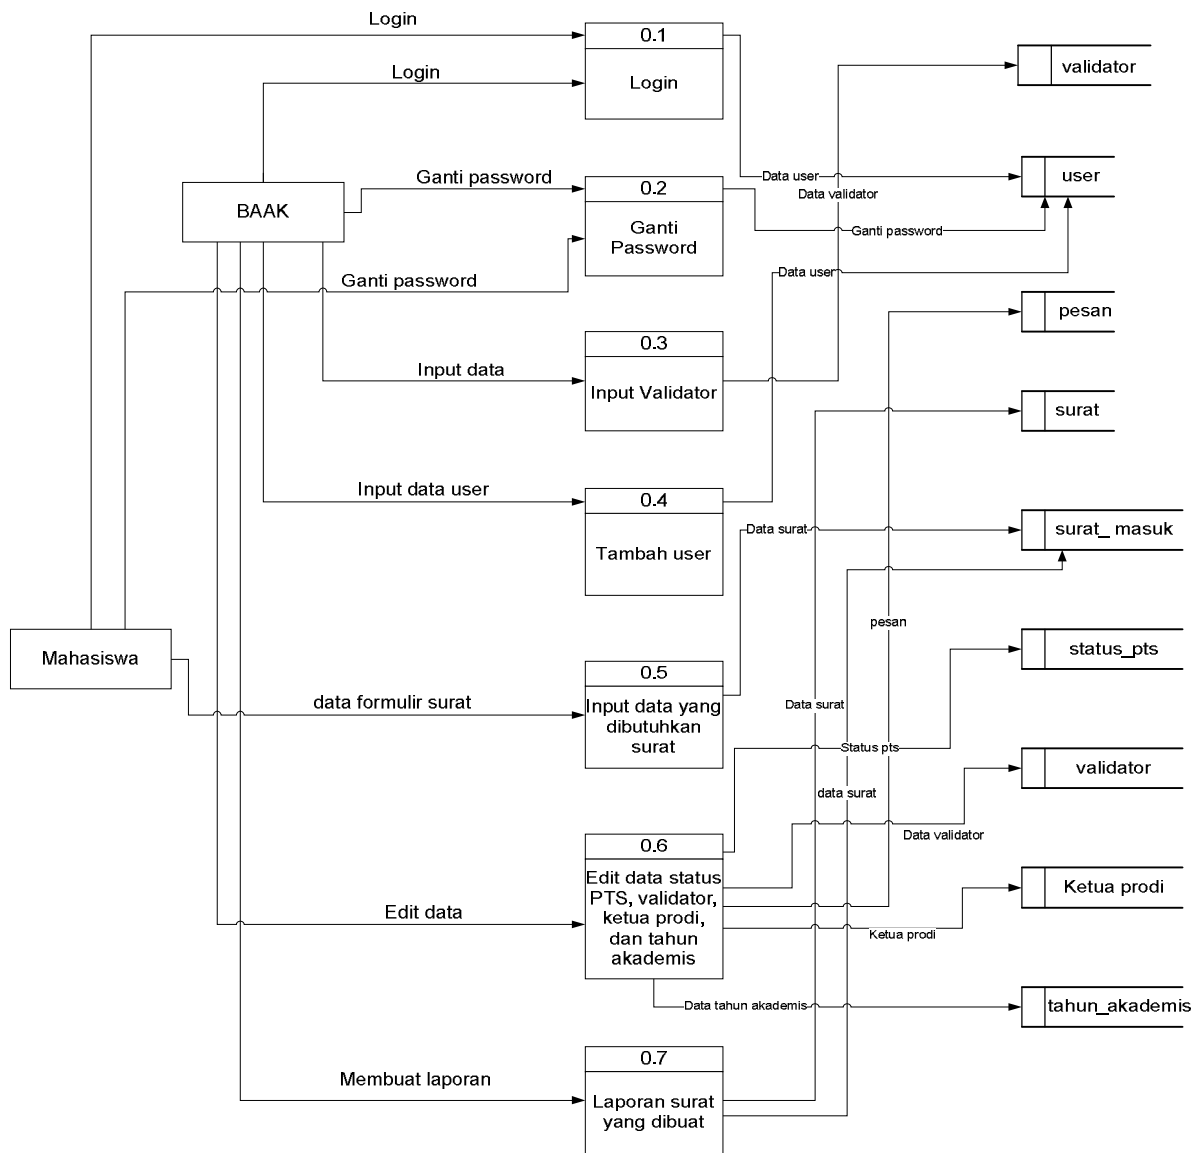 Login
0.1
Login
validator
Login
Data user
Data validator
user
BAAK
Ganti password
0.2
Ganti
Password
Ganti password
Data user
Ganti password
pesan
0.3
Input Validator
Input data
surat
Input data user
0.4
Tambah user
Data surat
surat_ masuk
pesan
Mahasiswa
status_pts
data formulir surat
0.5
Input data yang
dibutuhkan
surat
Data surat
Status pts
validator
data surat
Data validator
0.6
Edit data status
PTS, validator,
ketua prodi,
dan tahun
akademis
Edit data
Ketua prodi
Ketua prodi
Data tahun akademis
tahun_akademis
0.7
Laporan surat
yang dibuat
Membuat laporan